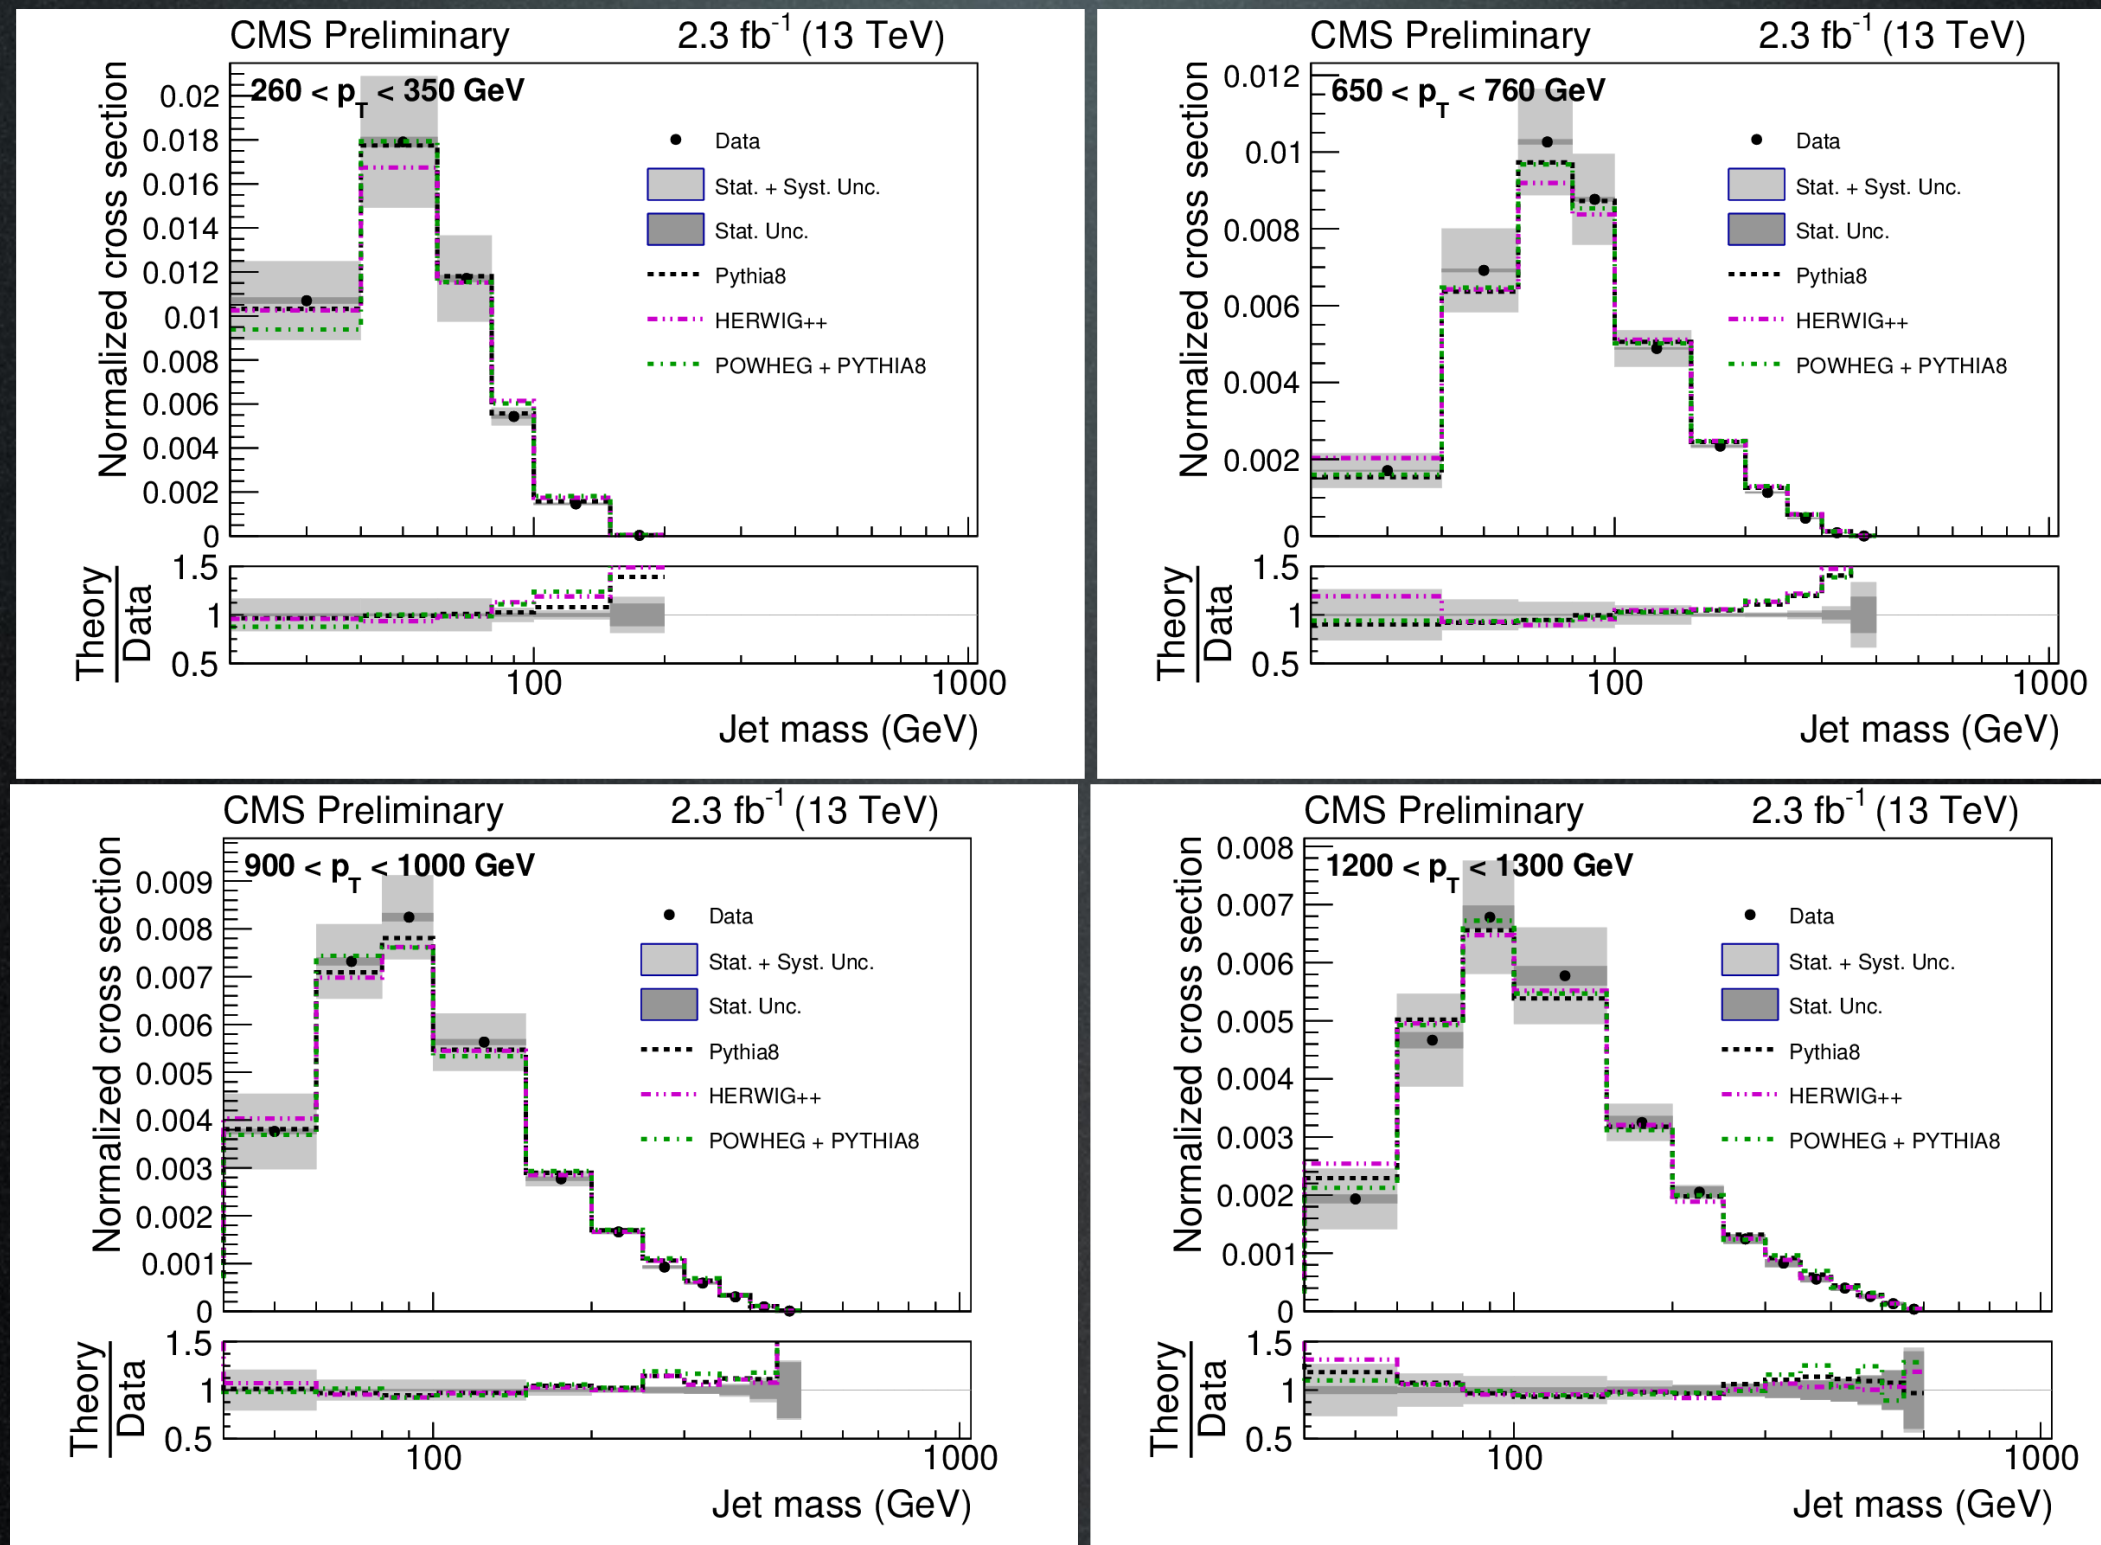 CMS Preliminary 2.3 fb⁻¹ (13 TeV)
260 < p_T < 350 GeV
Normalized cross section
0.02
0.018
0.016
0.014
0.012
0.01
0.008
0.006
0.004
0.002
0
Data
Stat. + Syst. Unc.
Stat. Unc.
Pythia8
HERWIG++
POWHEG + PYTHIA8
Theory
Data
1.5
1
0.5
100 1000
Jet mass (GeV)
CMS Preliminary 2.3 fb⁻¹ (13 TeV)
650 < p_T < 760 GeV
Normalized cross section
0.012
0.01
0.008
0.006
0.004
0.002
0
Data
Stat. + Syst. Unc.
Stat. Unc.
Pythia8
HERWIG++
POWHEG + PYTHIA8
Theory
Data
1.5
1
0.5
100 1000
Jet mass (GeV)
CMS Preliminary 2.3 fb⁻¹ (13 TeV)
900 < p_T < 1000 GeV
Normalized cross section
0.009
0.008
0.007
0.006
0.005
0.004
0.003
0.002
0.001
0
Data
Stat. + Syst. Unc.
Stat. Unc.
Pythia8
HERWIG++
POWHEG + PYTHIA8
Theory
Data
1.5
1
0.5
100 1000
Jet mass (GeV)
CMS Preliminary 2.3 fb⁻¹ (13 TeV)
1200 < p_T < 1300 GeV
Normalized cross section
0.008
0.007
0.006
0.005
0.004
0.003
0.002
0.001
0
Data
Stat. + Syst. Unc.
Stat. Unc.
Pythia8
HERWIG++
POWHEG + PYTHIA8
Theory
Data
1.5
1
0.5
100 1000
Jet mass (GeV)